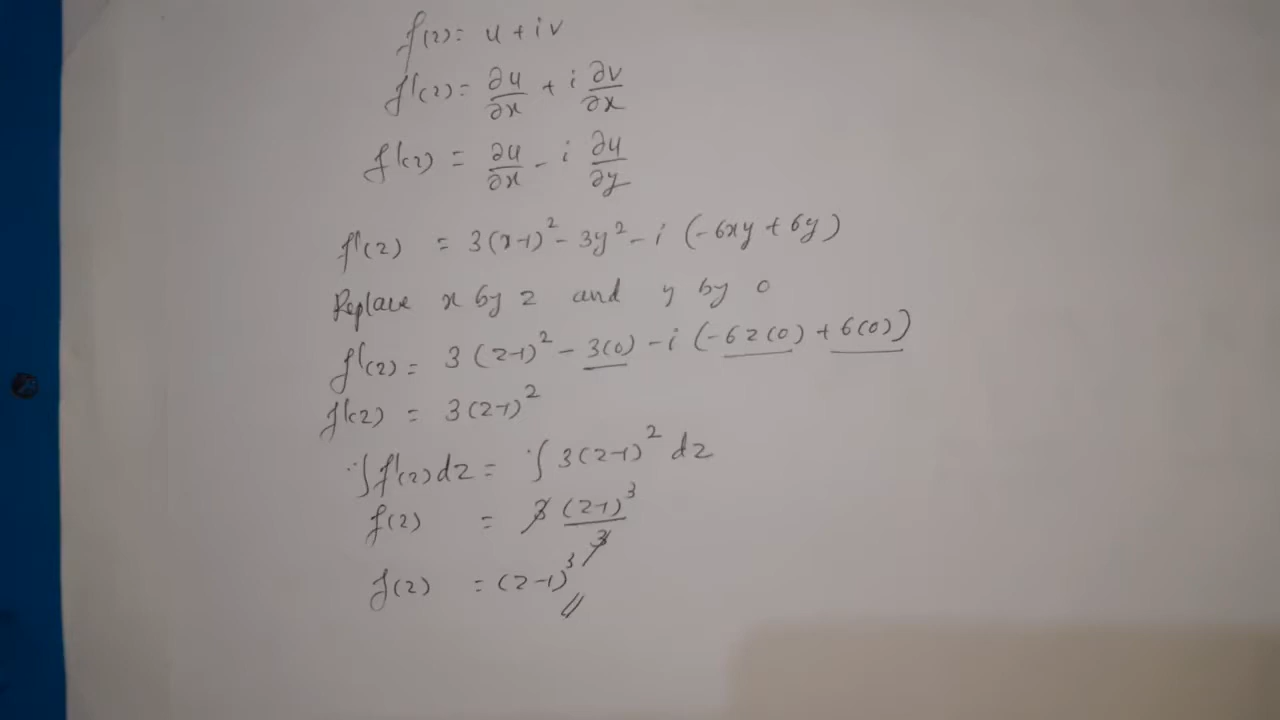 f(z) = u + iv
f'(z) = ∂u/∂x + i ∂v/∂x
f'(z) = ∂u/∂x - i ∂u/∂y
f'(z) = 3(x-1)² - 3y² - i (-6xy + 6y)
Replace x by z and y by 0
f'(z) = 3(z-1)² - 3(0) - i (-6z(0) + 6(0))
f'(z) = 3(z-1)²
∫f'(z)dz = ∫3(z-1)² dz
f(z) = 3 (z-1)³/3
f(z) = (z-1)³ //